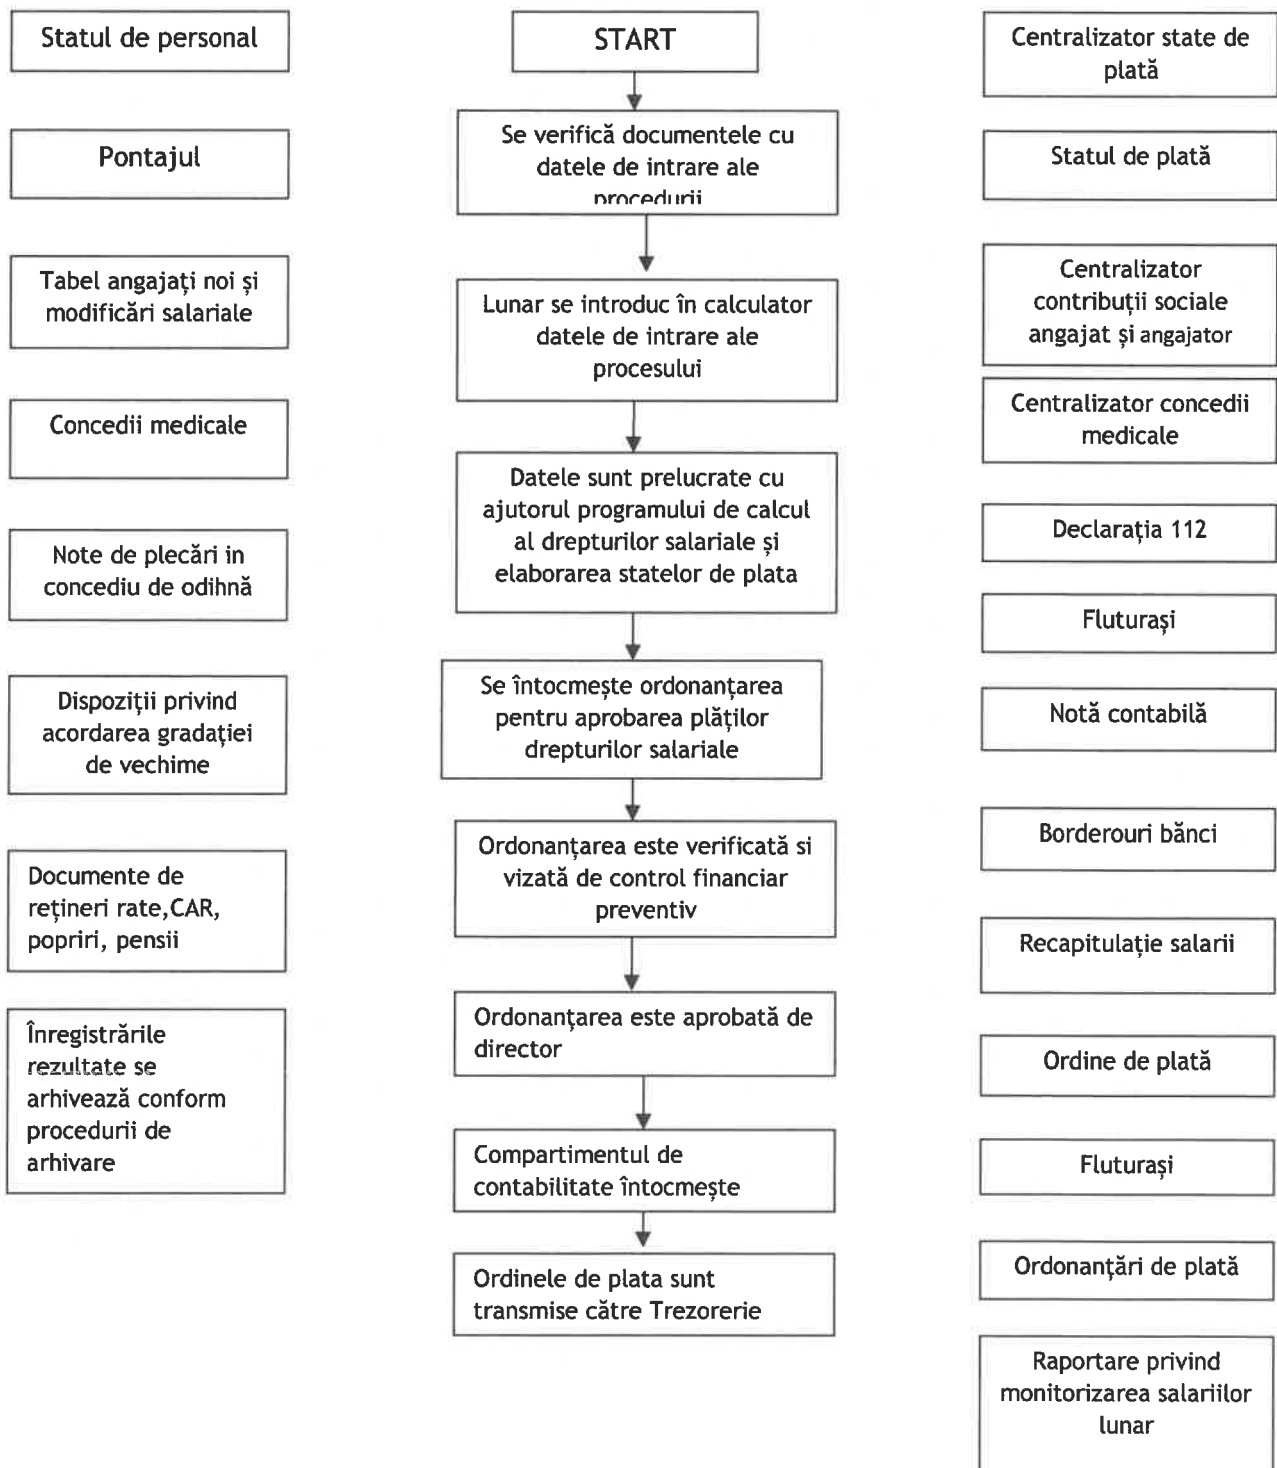 Statul de personal
Pontajul
Tabel angajați noi și
modificări salariale
Concedii medicale
Note de plecări in
concediu de odihnă
Dispoziții privind
acordarea gradației
de vechime
Documente de
rețineri rate,CAR,
popriri, pensii
Înregistrările
rezultate se
arhivează conform
procedurii de
arhivare
START
Se verifică documentele cu
datele de intrare ale
procedurii
Lunar se introduc în calculator
datele de intrare ale
procesului
Datele sunt prelucrate cu
ajutorul programului de calcul
al drepturilor salariale și
elaborarea statelor de plata
Se întocmește ordonanțarea
pentru aprobarea plăților
drepturilor salariale
Ordonanțarea este verificată si
vizată de control financiar
preventiv
Ordonanțarea este aprobată de
director
Compartimentul de
contabilitate întocmește
Ordinele de plata sunt
transmise către Trezorerie
Centralizator state de
plată
Statul de plată
Centralizator
contribuții sociale
angajat și angajator
Centralizator concedii
medicale
Declarația 112
Fluturași
Notă contabilă
Borderouri bănci
Recapitulație salarii
Ordine de plată
Fluturași
Ordonanțări de plată
Raportare privind
monitorizarea salariilor
lunar